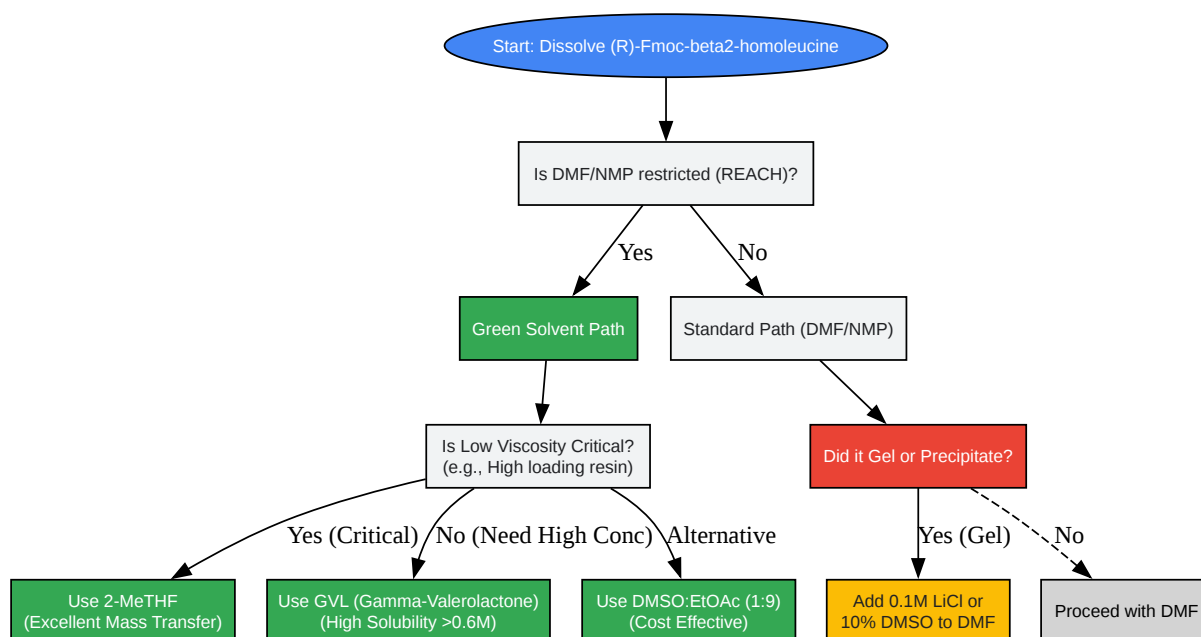 Start: Dissolve (R)-Fmoc-beta2-homoleucine
Is DMF/NMP restricted (REACH)?
Yes
No
Green Solvent Path
Standard Path (DMF/NMP)
Is Low Viscosity Critical?
(e.g., High loading resin)
Did it Gel or Precipitate?
Yes (Critical)
No (Need High Conc)
Alternative
Yes (Gel)
No
Use 2-MeTHF
(Excellent Mass Transfer)
Use GVL (Gamma-Valerolactone)
(High Solubility >0.6M)
Use DMSO:EtOAc (1:9)
(Cost Effective)
Add 0.1M LiCl or
10% DMSO to DMF
Proceed with DMF